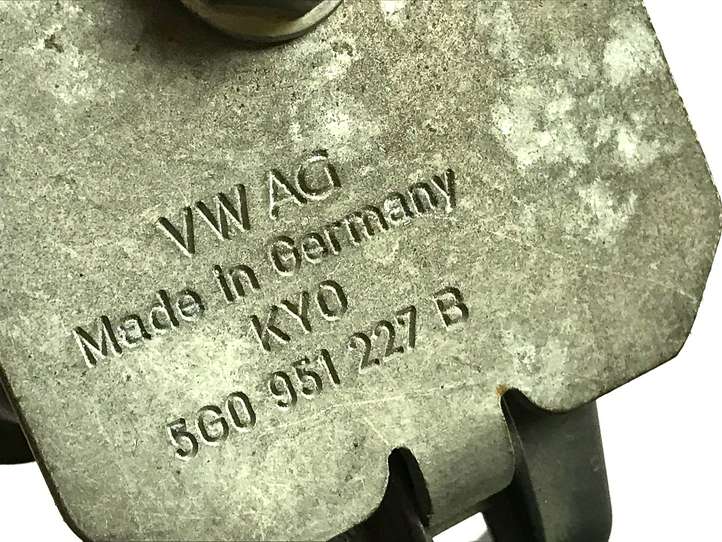 VW AG
Made in Germany
KYO
5G0 951 227 B